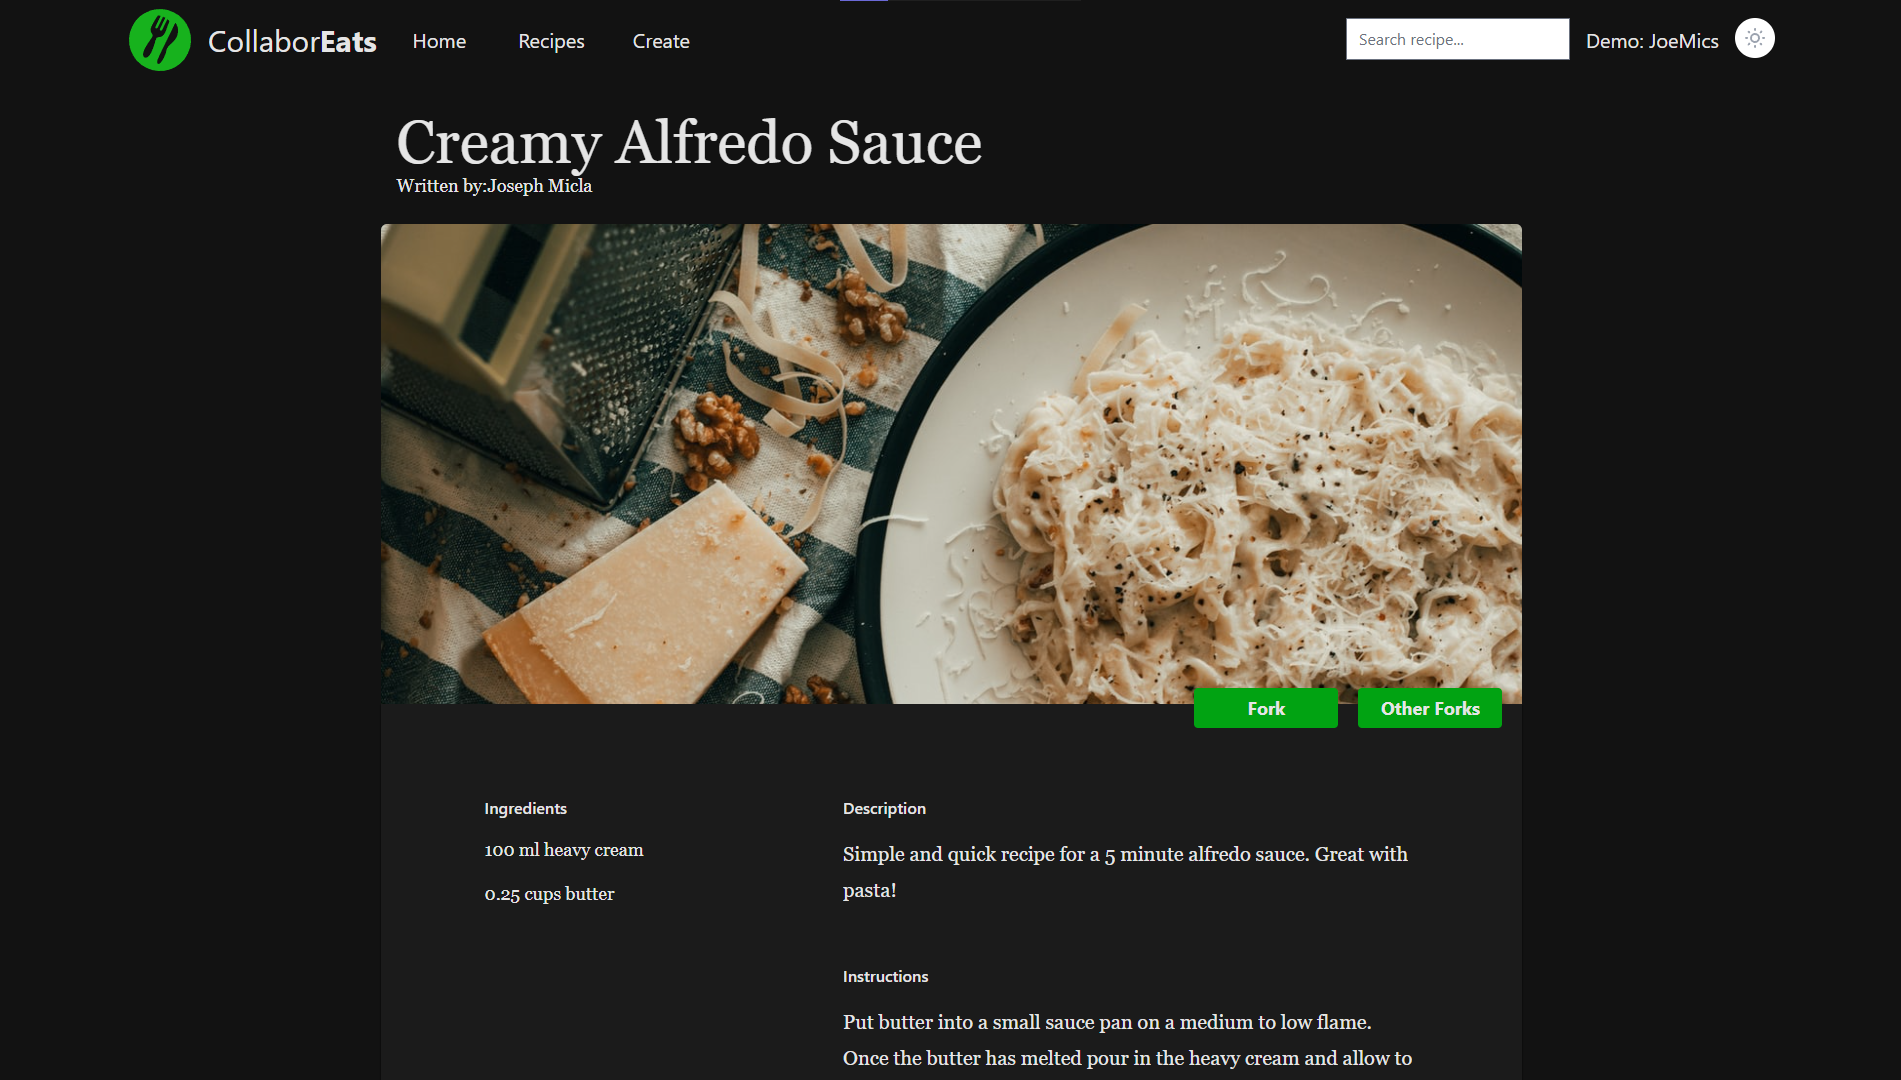 CollaborEats
Home
Recipes
Create
Search recipe...
Demo: JoeMics
Creamy Alfredo Sauce
Written by:Joseph Micla
Fork
Other Forks
Ingredients
100 ml heavy cream
0.25 cups butter
Description
Simple and quick recipe for a 5 minute alfredo sauce. Great with
pasta!
Instructions
Put butter into a small sauce pan on a medium to low flame.
Once the butter has melted pour in the heavy cream and allow to